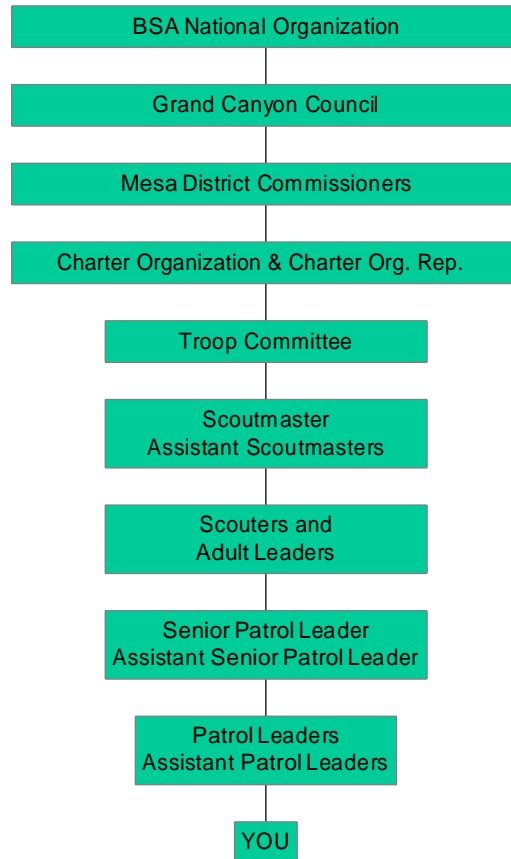 BSA National Organization
Grand Canyon Council
Mesa District Commissioners
Charter Organization & Charter Org. Rep.
Troop Committee
Scoutmaster
Assistant Scoutmasters
Scouters and
Adult Leaders
Senior Patrol Leader
Assistant Senior Patrol Leader
Patrol Leaders
Assistant Patrol Leaders
YOU